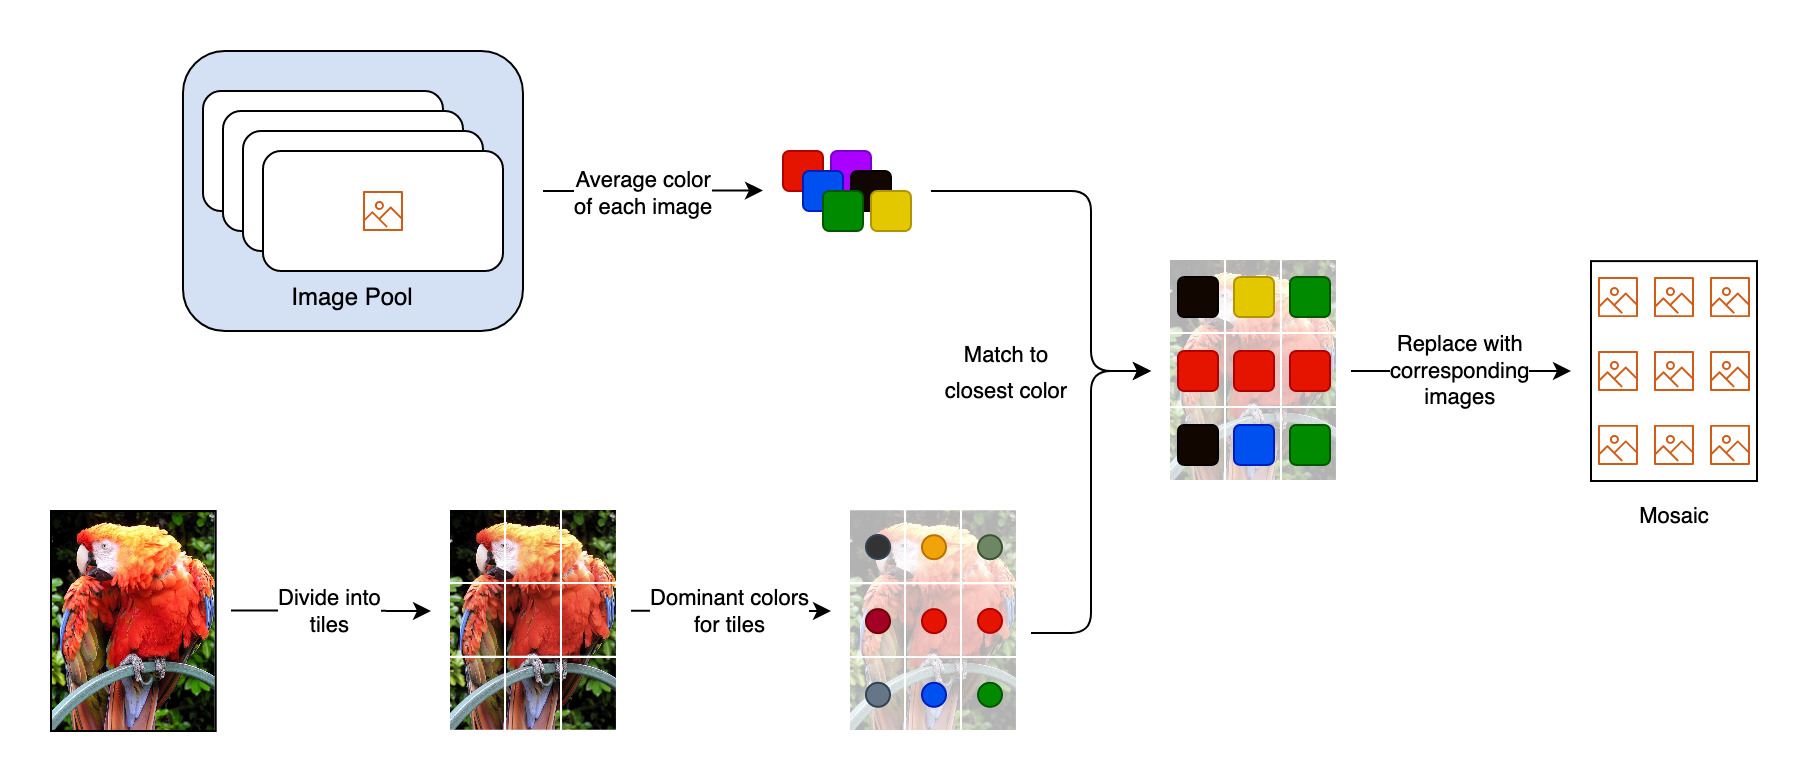 Average color
of each image
Image Pool
Match to
closest color
Replace with
corresponding
images
Mosaic
Divide into
tiles
Dominant colors
for tiles